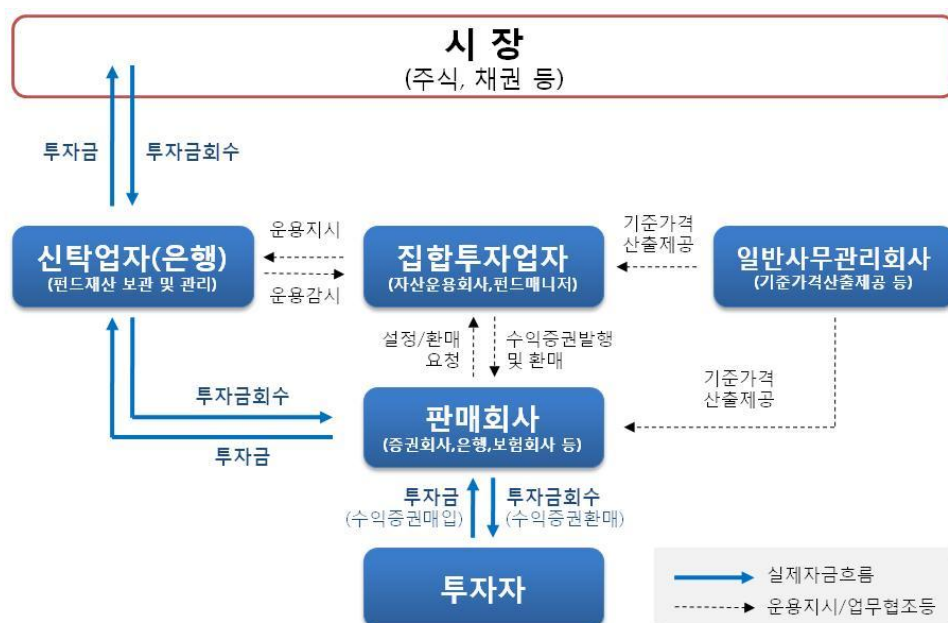 시 장
(주식, 채권 등)
투자금
투자금회수
신탁업자(은행)
(펀드재산 보관 및 관리)
운용지시
운용감시
집합투자업자
(자산운용회사,펀드매니저)
기준가격
산출제공
일반사무관리회사
(기준가격산출제공 등)
설정/환매
요청
수익증권발행
및 환매
기준가격
산출제공
투자금회수
투자금
판매회사
(증권회사,은행,보험회사 등)
투자금
(수익증권매입)
투자금회수
(수익증권환매)
투자자
실제자금흐름
운용지시/업무협조등